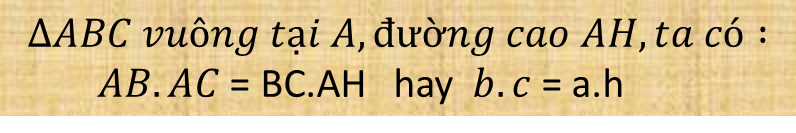 ΔABC vuông tại A, đường cao AH, ta có :
AB. AC = BC.AH hay b. c = a.h